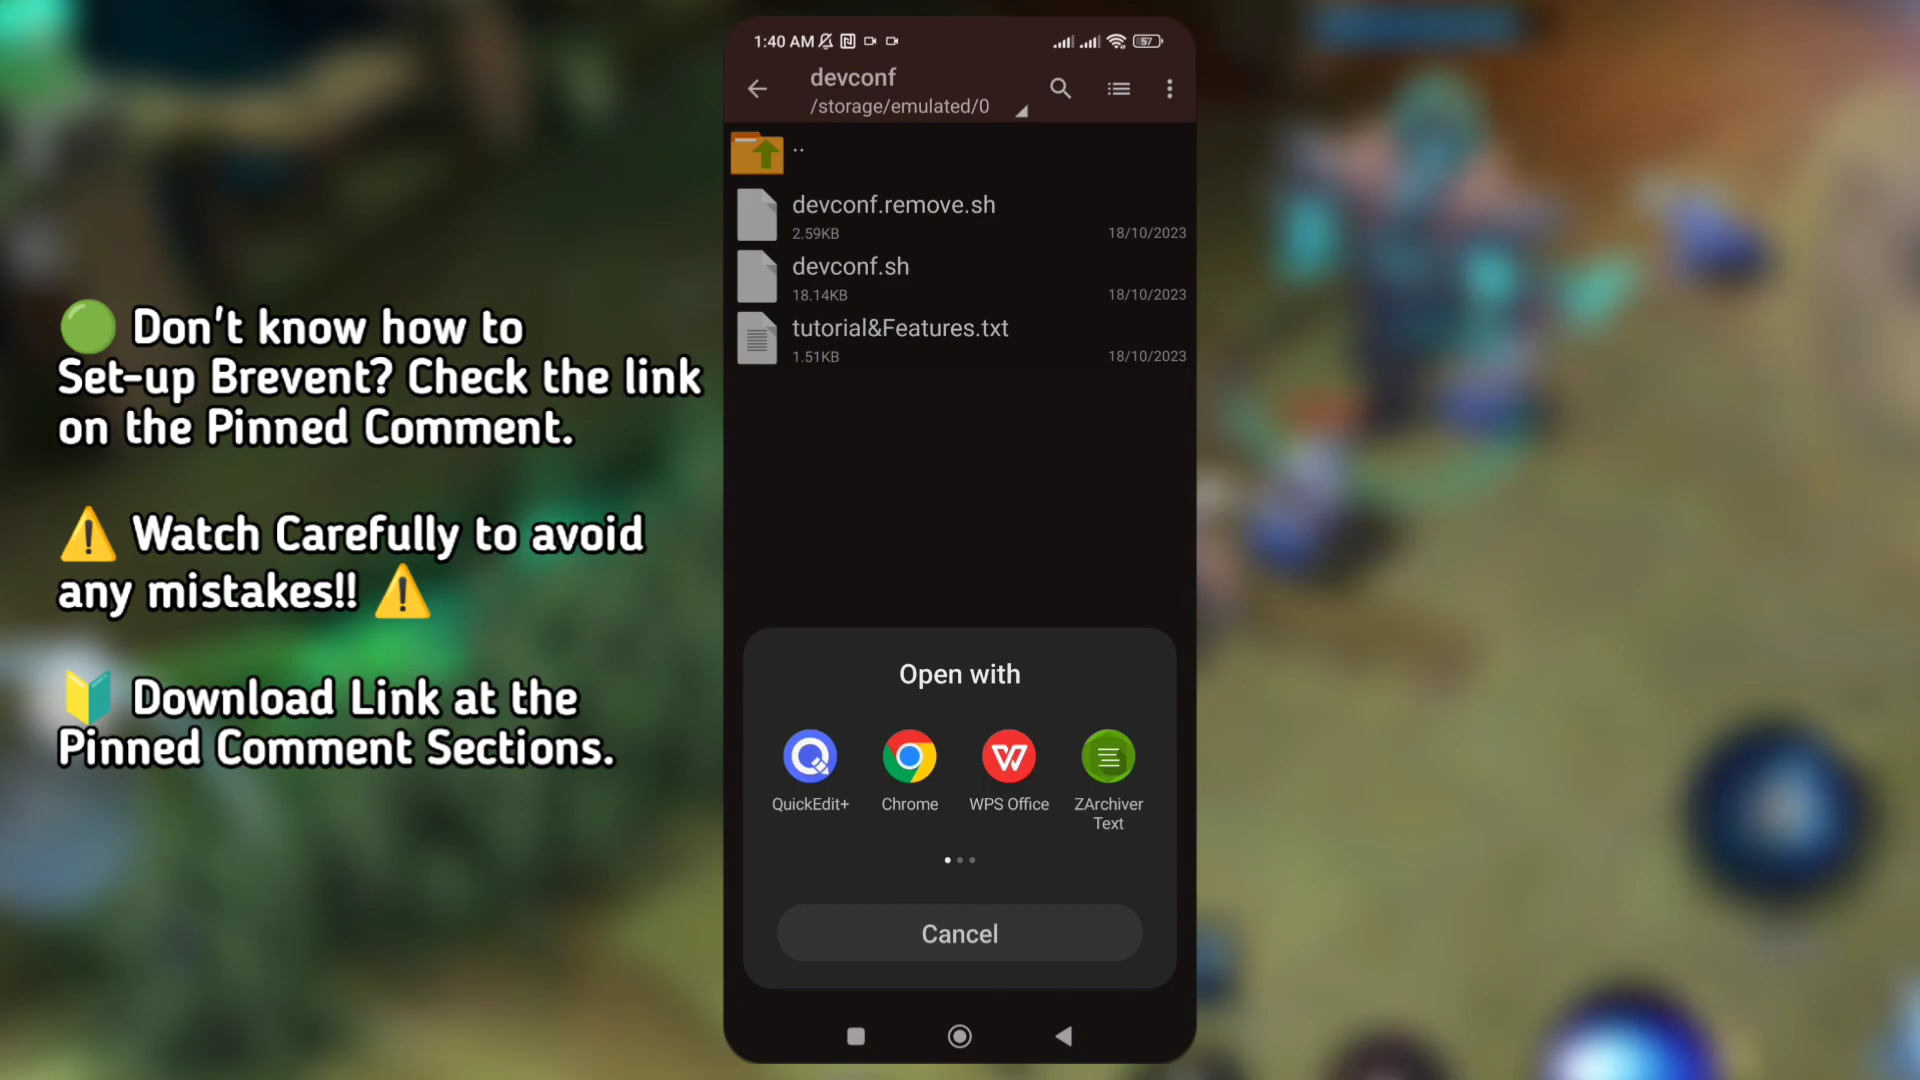 🟢 Don't know how to
Set-up Brevent? Check the link
on the Pinned Comment.
⚠️ Watch Carefully to avoid
any mistakes!! ⚠️
🔰 Download Link at the
Pinned Comment Sections.
1:40 AM
57
devconf
/storage/emulated/0
..
devconf.remove.sh
2.59KB 18/10/2023
devconf.sh
18.14KB 18/10/2023
tutorial&Features.txt
1.51KB 18/10/2023
Open with
QuickEdit+ Chrome WPS Office ZArchiver
Text
Cancel